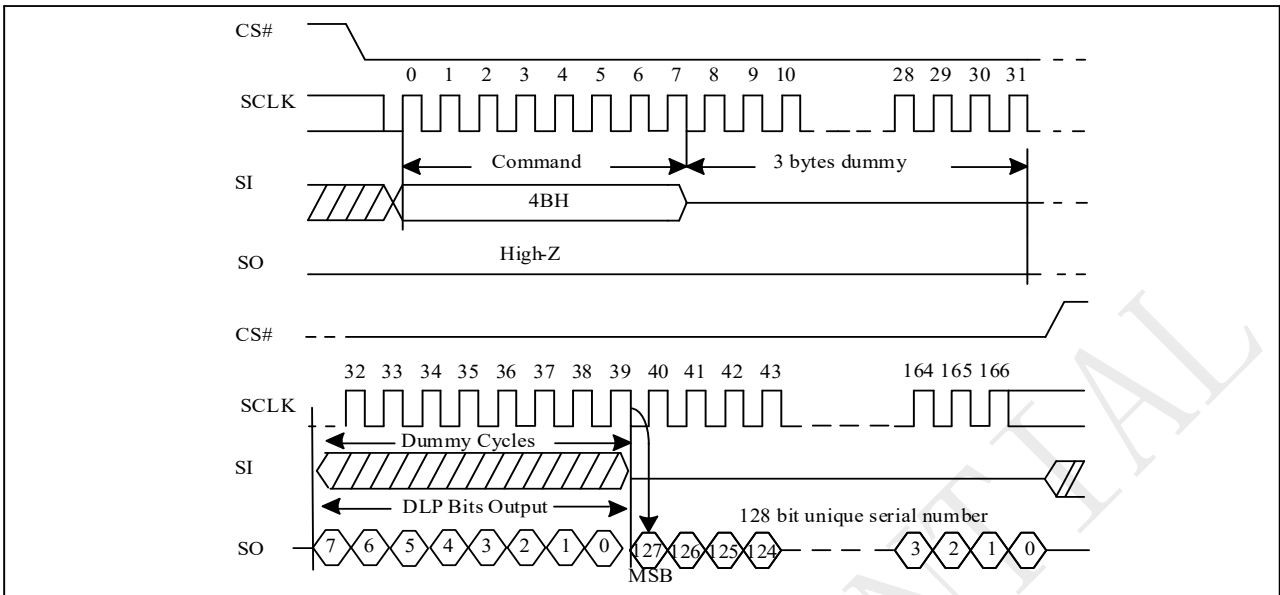 CS#
0 1 2 3 4 5 6 7 8 9 10 28 29 30 31
SCLK
Command 3 bytes dummy
SI
4BH
High-Z
SO
CS#
32 33 34 35 36 37 38 39 40 41 42 43 164 165 166
SCLK
Dummy Cycles
SI
DLP Bits Output
128 bit unique serial number
SO 7 6 5 4 3 2 1 0 127 126 125 124 3 2 1 0
MSB
NTIAL